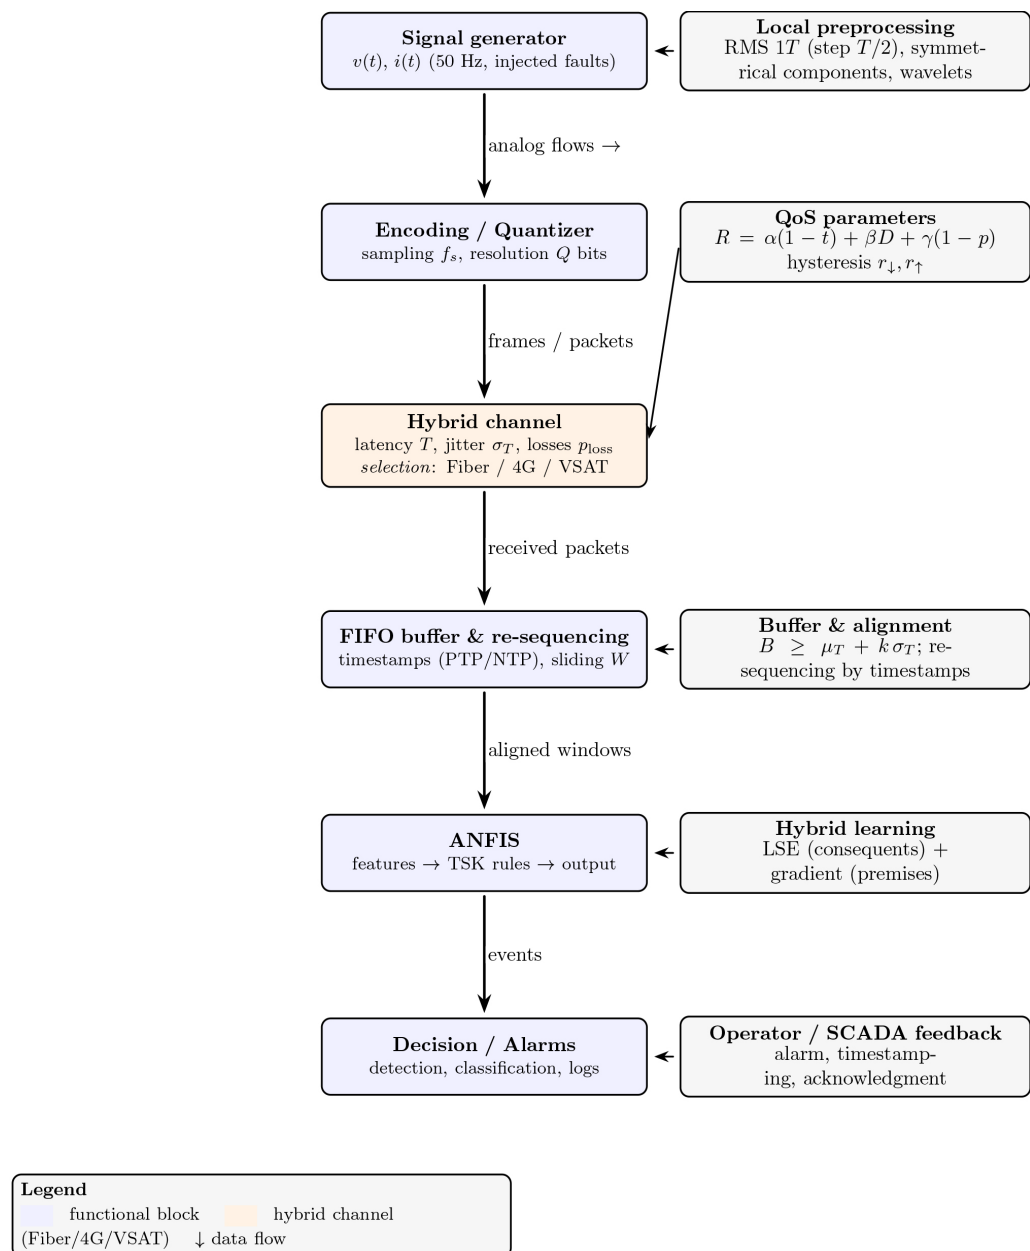 Signal generator
v(t), i(t) (50 Hz, injected faults)
Local preprocessing
RMS 1T (step T/2), symmet-
rical components, wavelets
analog flows →
Encoding / Quantizer
sampling fₛ, resolution Q bits
QoS parameters
R = α(1 − t) + βD + γ(1 − p)
hysteresis r↓, r↑
frames / packets
Hybrid channel
latency T, jitter σ_T, losses p_loss
selection: Fiber / 4G / VSAT
received packets
FIFO buffer & re-sequencing
timestamps (PTP/NTP), sliding W
Buffer & alignment
B ≥ μ_T + k σ_T; re-
sequencing by timestamps
aligned windows
ANFIS
features → TSK rules → output
Hybrid learning
LSE (consequents) +
gradient (premises)
events
Decision / Alarms
detection, classification, logs
Operator / SCADA feedback
alarm, timestamp-
ing, acknowledgment
Legend
functional block hybrid channel
(Fiber/4G/VSAT) ↓ data flow